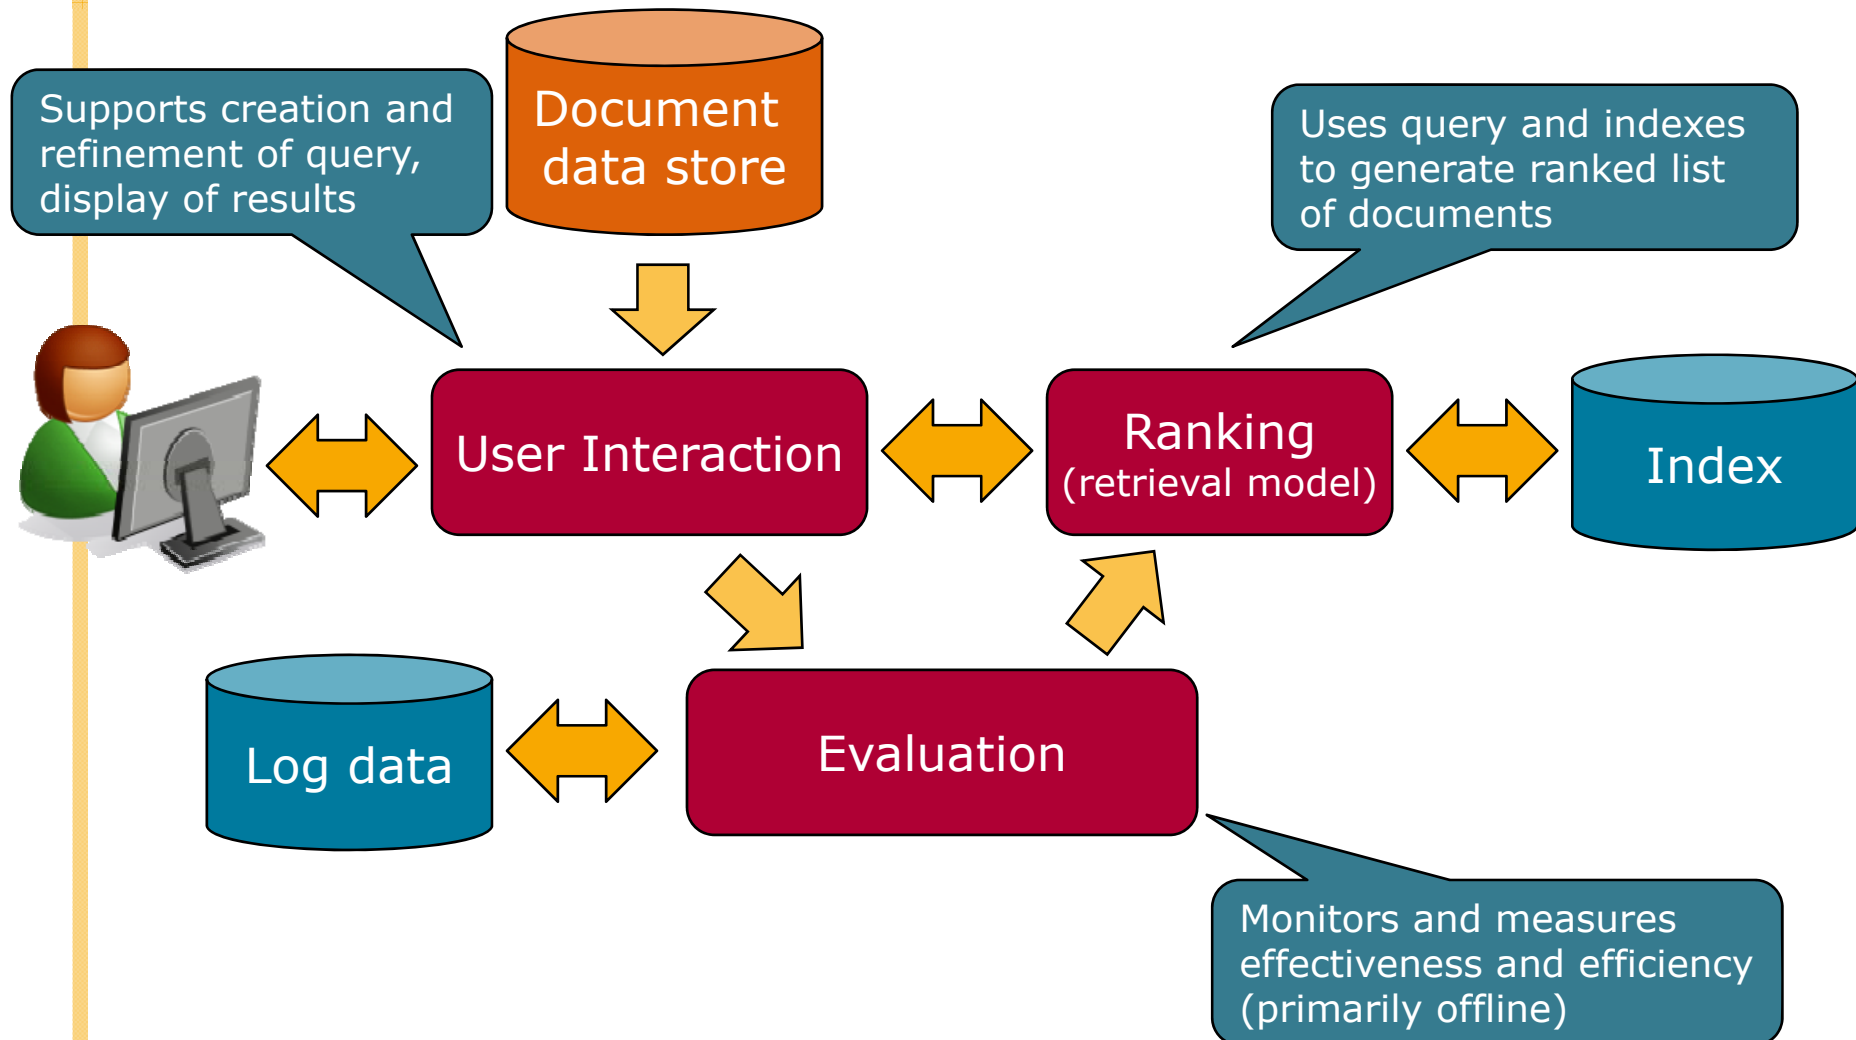 Supports creation and
refinement of query,
display of results
Document
data store
Uses query and indexes
to generate ranked list
of documents
User Interaction
Ranking
(retrieval model)
Index
Log data
Evaluation
Monitors and measures
effectiveness and efficiency
(primarily offline)